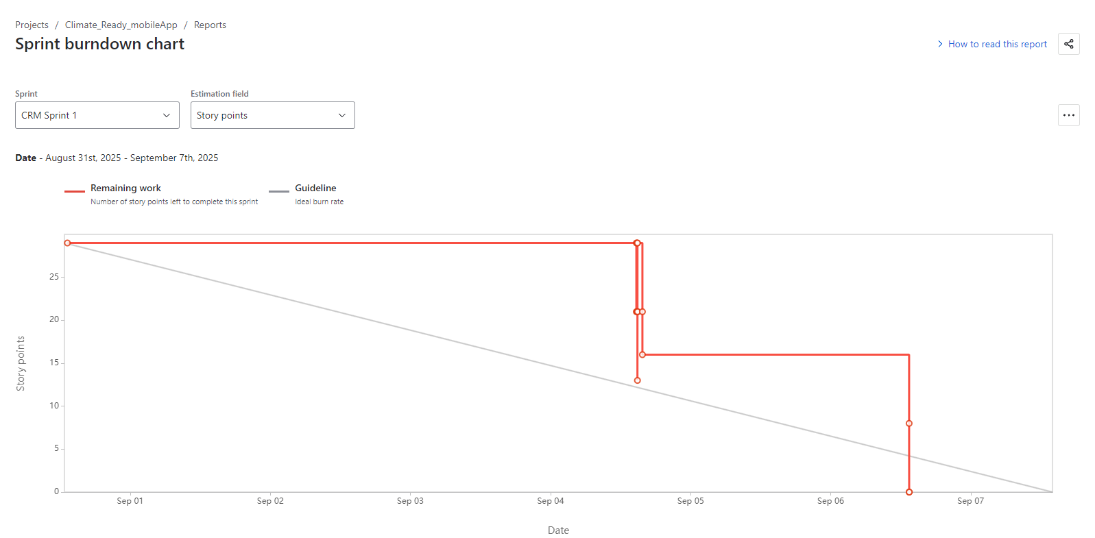 Projects / Climate_Ready_mobileApp / Reports
Sprint burndown chart
How to read this report
Sprint
Estimation field
CRM Sprint 1
Story points
Date - August 31st, 2025 - September 7th, 2025
Remaining work
Number of story points left to complete this sprint
Guideline
Ideal burn rate
Story points
25
20
15
10
5
0
Sep 01
Sep 02
Sep 03
Sep 04
Sep 05
Sep 06
Sep 07
Date